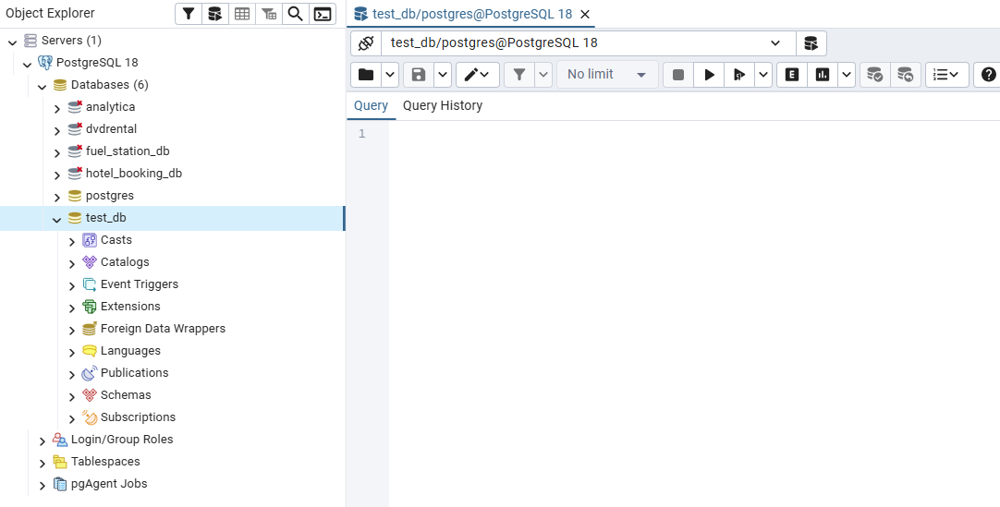 Object Explorer
Servers (1)
PostgreSQL 18
Databases (6)
analytica
dvdrental
fuel_station_db
hotel_booking_db
postgres
test_db
Casts
Catalogs
Event Triggers
Extensions
Foreign Data Wrappers
Languages
Publications
Schemas
Subscriptions
Login/Group Roles
Tablespaces
pgAgent Jobs
test_db/postgres@PostgreSQL 18
test_db/postgres@PostgreSQL 18
No limit
E
Query Query History
1